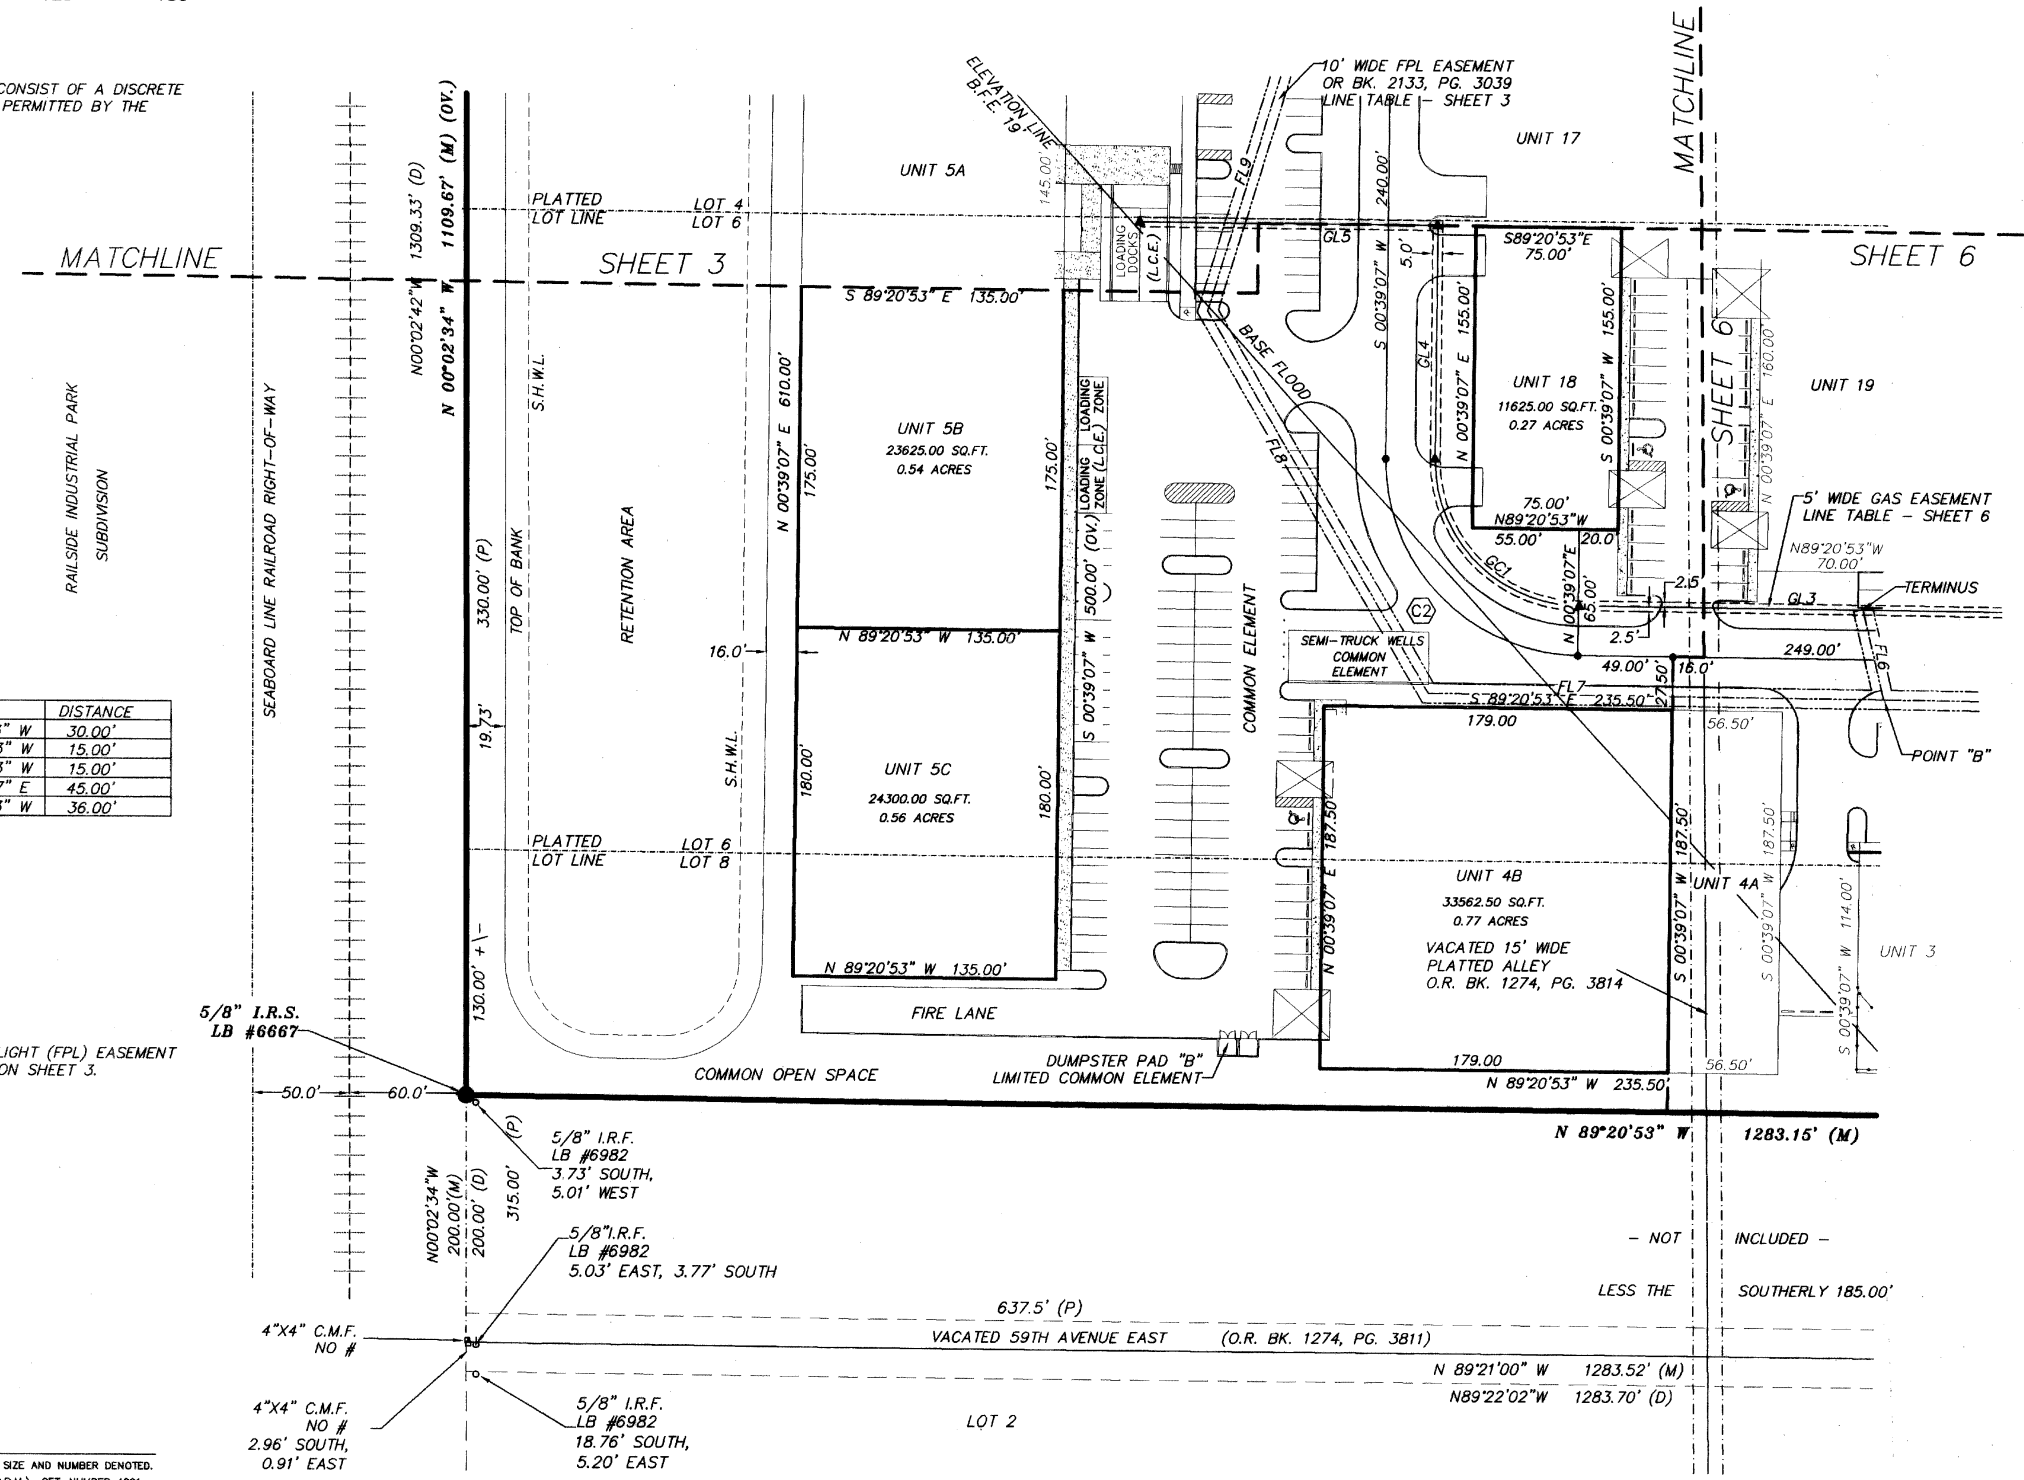 CONSIST OF A DISCRETE
PERMITTED BY THE
ELEVATION LINE
B.F.E. 19'
10' WIDE FPL EASEMENT
OR BK. 2133, PG. 3039
LINE TABLE - SHEET 3
UNIT 17
MATCHLINE
MATCHLINE
SHEET 3
SHEET 6
SHEET 6
N00°02'42"W 1309.33' (D)
N 00°02'34" W 1109.67' (M) (OV.)
PLATTED
LOT LINE
LOT 4
LOT 6
UNIT 5A
145.00'
LOADING
DOCKS
(L.C.E.)
FL9
S 00°39'07" W 240.00'
GL5
5.0'
GL4
S89°20'53"E
75.00'
N 00°39'07" E 155.00'
S 00°39'07" W 155.00'
UNIT 18
11625.00 SQ.FT.
0.27 ACRES
75.00'
N89°20'53"W
55.00'
20.0'
N 00°39'07" E 160.00'
UNIT 19
5' WIDE GAS EASEMENT
LINE TABLE - SHEET 6
N89°20'53"W
70.00'
TERMINUS
GL3
GC1
N 00°39'07"E
65.00'
2.5'
2.5'
49.00'
16.0'
249.00'
27.50'
FL6
POINT "B"
RAILSIDE INDUSTRIAL PARK
SUBDIVISION
SEABOARD LINE RAILROAD RIGHT-OF-WAY
S.H.W.L.
TOP OF BANK
RETENTION AREA
330.00' (P)
19.73'
16.0'
S.H.W.L.
S 89°20'53" E 135.00'
N 00°39'07" E 610.00'
175.00'
UNIT 5B
23625.00 SQ.FT.
0.54 ACRES
175.00'
LOADING ZONE
LOADING ZONE (L.C.E.)
S 00°39'07" W 500.00' (OV.)
BASE FLOOD
FL8
COMMON ELEMENT
C2
SEMI-TRUCK WELLS
COMMON
ELEMENT
N 89°20'53" W 135.00'
180.00'
UNIT 5C
24300.00 SQ.FT.
0.56 ACRES
180.00'
N 89°20'53" W 135.00'
FL7
S 89°20'53" E 235.50'
179.00
56.50'
N 00°39'07" E 187.50'
S 00°39'07" W 187.50'
S 00°39'07" W 187.50'
UNIT 4B
33562.50 SQ.FT.
0.77 ACRES
UNIT 4A
VACATED 15' WIDE
PLATTED ALLEY
O.R. BK. 1274, PG. 3814
S 00°39'07" W 114.00'
UNIT 3
179.00
56.50'
N 89°20'53" W 235.50'
DISTANCE
" W 30.00'
" W 15.00'
" W 15.00'
" E 45.00'
" W 36.00'
PLATTED
LOT LINE
LOT 6
LOT 8
130.00' +\-
5/8" I.R.S.
LB #6667
LIGHT (FPL) EASEMENT
ON SHEET 3.
50.0'
60.0'
FIRE LANE
COMMON OPEN SPACE
DUMPSTER PAD "B"
LIMITED COMMON ELEMENT
N 89°20'53" W 1283.15' (M)
5/8" I.R.F.
LB #6982
3.73' SOUTH,
5.01' WEST
N00°02'34"W
200.00'(M)
200.00' (D)
315.00' (P)
5/8"I.R.F.
LB #6982
5.03' EAST, 3.77' SOUTH
- NOT INCLUDED -
LESS THE SOUTHERLY 185.00'
637.5' (P)
VACATED 59TH AVENUE EAST (O.R. BK. 1274, PG. 3811)
4"X4" C.M.F.
NO #
N 89°21'00" W 1283.52' (M)
N89°22'02"W 1283.70' (D)
4"X4" C.M.F.
NO #
2.96' SOUTH,
0.91' EAST
5/8" I.R.F.
LB #6982
18.76' SOUTH,
5.20' EAST
LOT 2
SIZE AND NUMBER DENOTED.